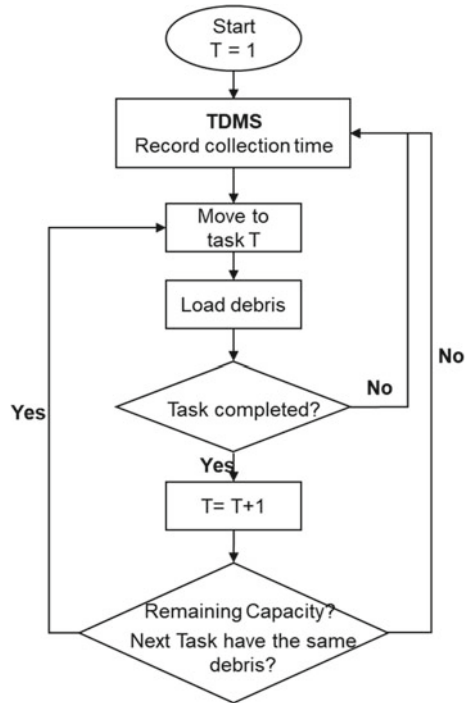 Start
T = 1
TDMS
Record collection time
Move to
task T
Load debris
Task completed?
No
No
Yes
Yes
T= T+1
Remaining Capacity?
Next Task have the same
debris?